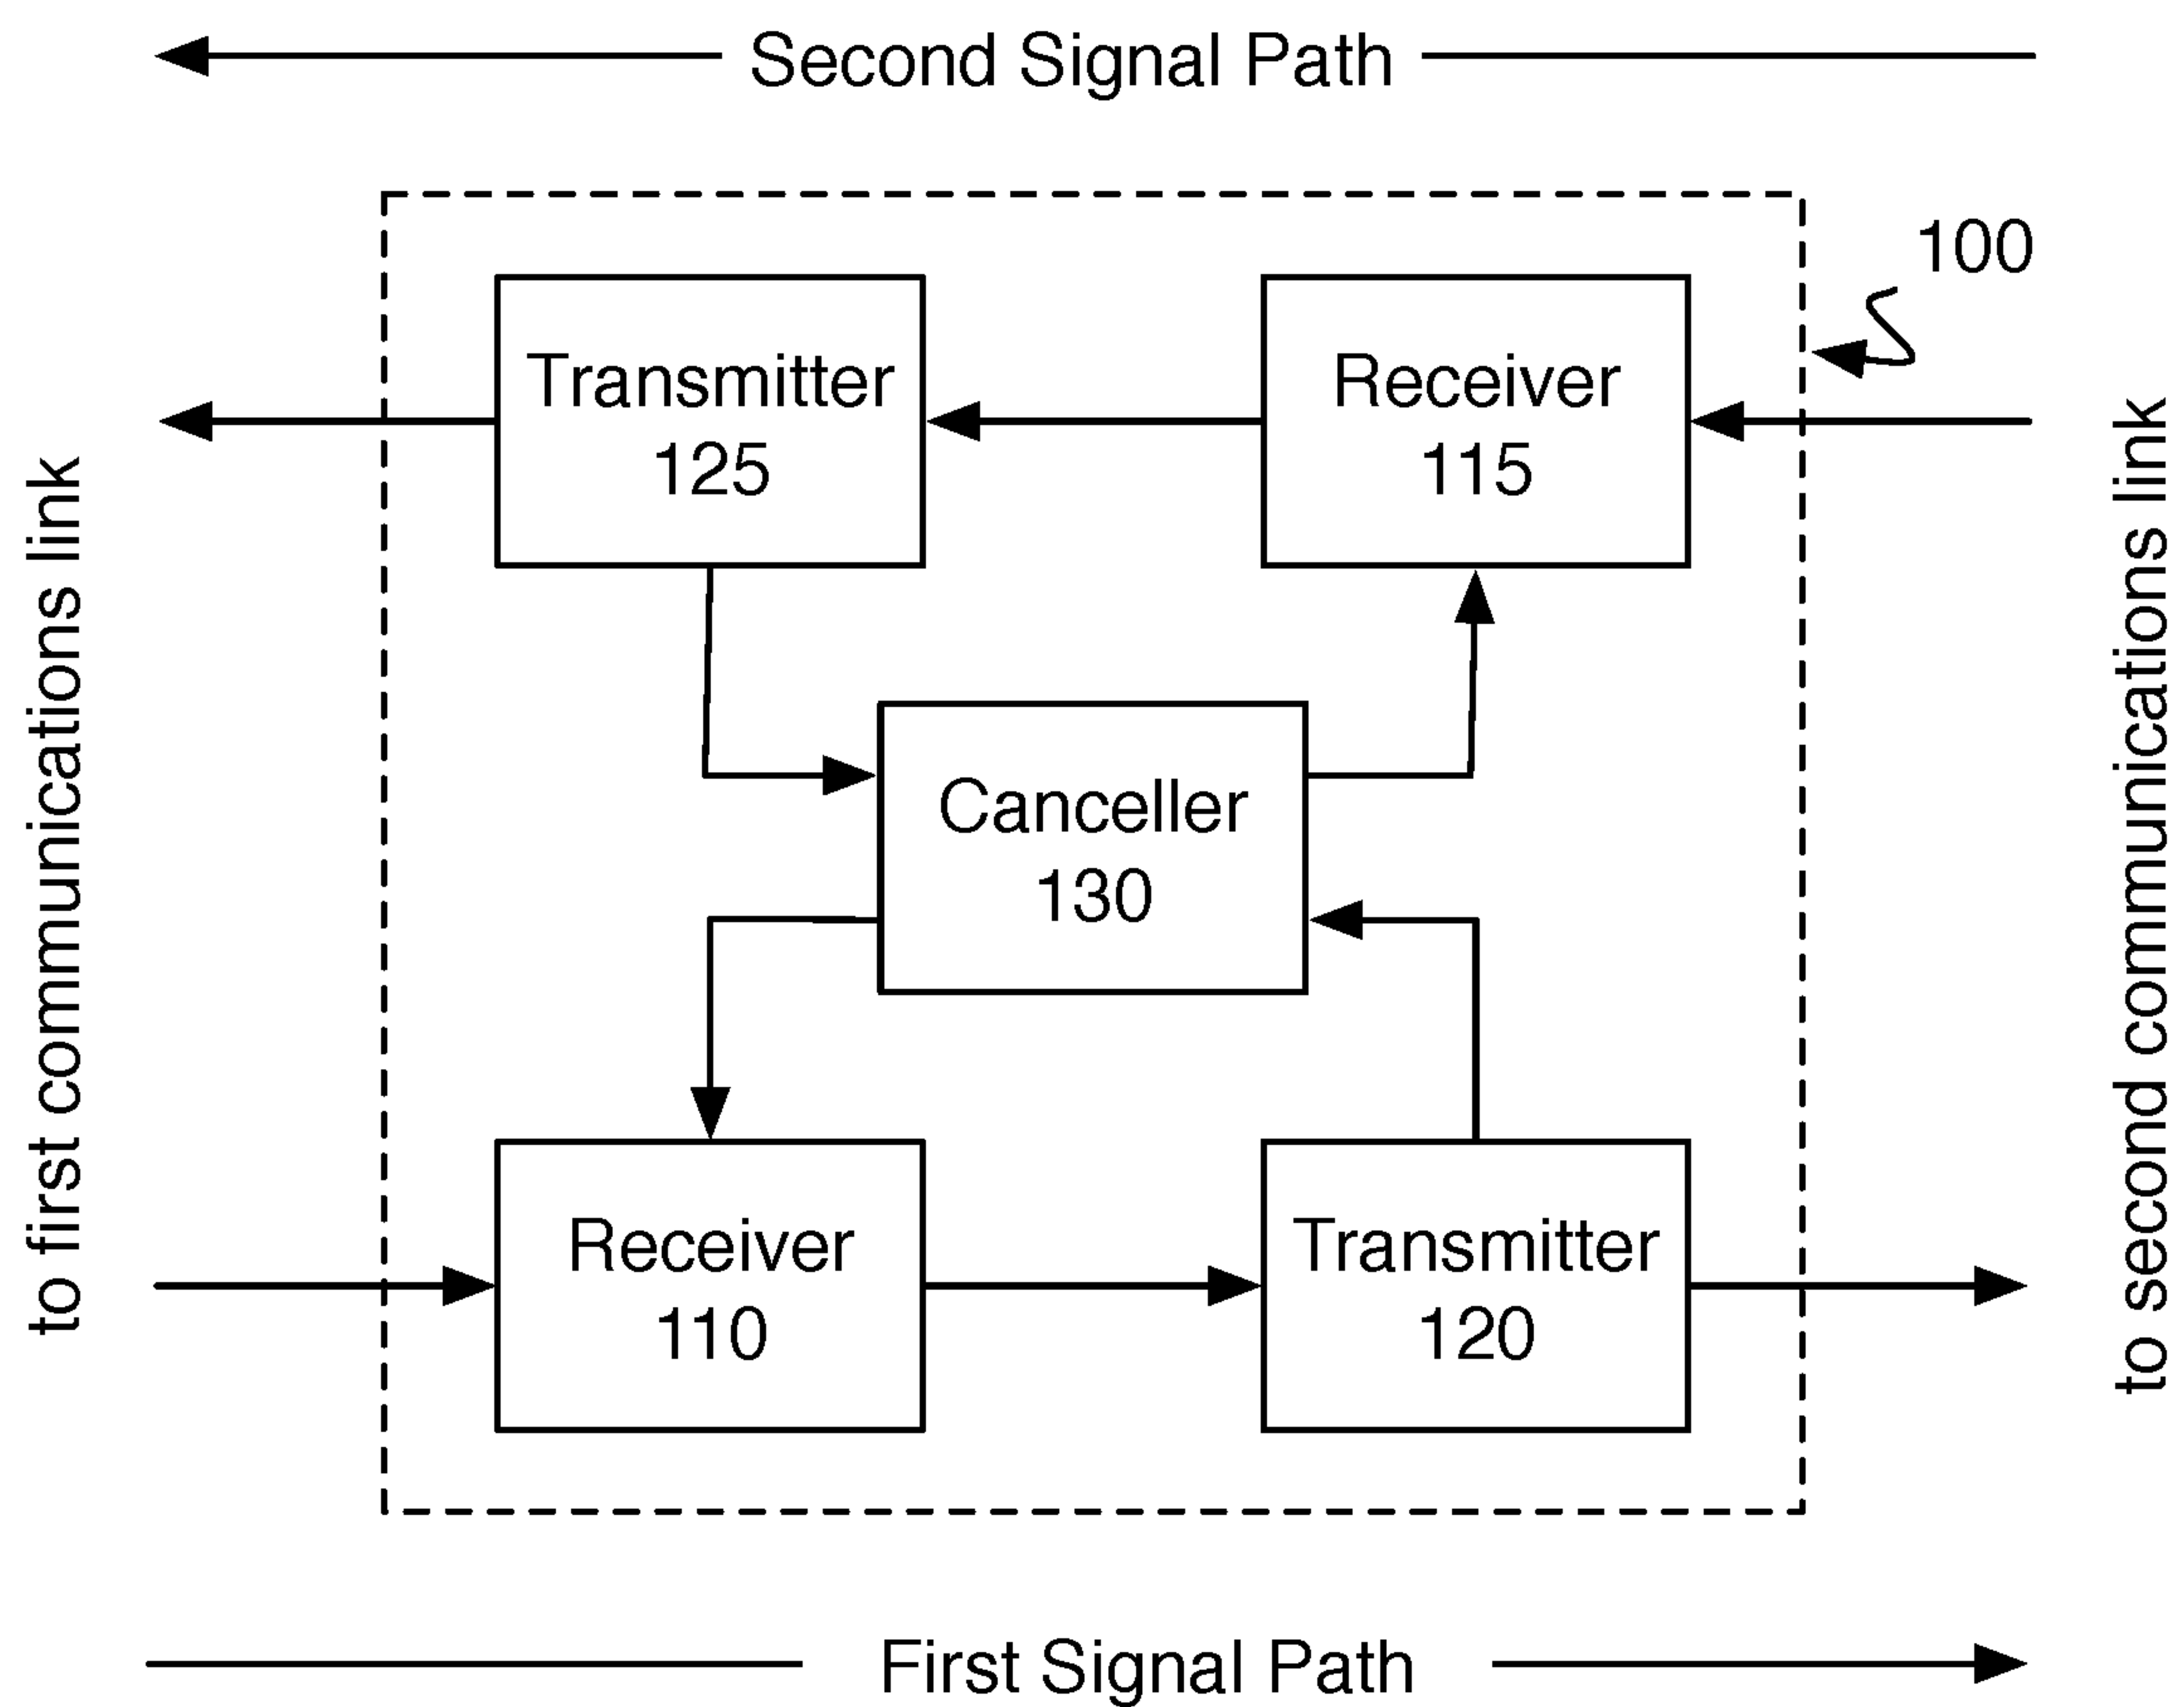 Second Signal Path
100
Transmitter
125
Receiver
115
to first communications link
to second communications link
Canceller
130
Receiver
110
Transmitter
120
First Signal Path